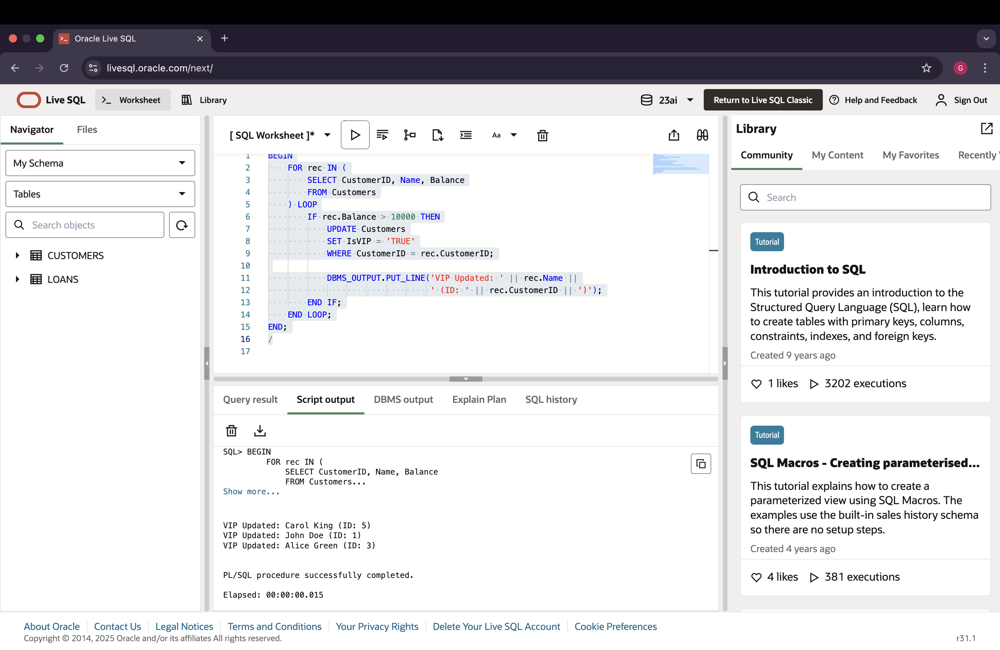 Oracle Live SQL
livesql.oracle.com/next/
G
Live SQL
Worksheet
Library
23ai
Return to Live SQL Classic
Help and Feedback
Sign Out
Navigator
Files
My Schema
Tables
Search objects
CUSTOMERS
LOANS
[ SQL Worksheet ]*
Aa
1 BEGIN
2 FOR rec IN (
3 SELECT CustomerID, Name, Balance
4 FROM Customers
5 ) LOOP
6 IF rec.Balance > 10000 THEN
7 UPDATE Customers
8 SET IsVIP = 'TRUE'
9 WHERE CustomerID = rec.CustomerID;
10
11 DBMS_OUTPUT.PUT_LINE('VIP Updated: ' || rec.Name ||
12 ' (ID: ' || rec.CustomerID || ')');
13 END IF;
14 END LOOP;
15 END;
16 /
17
Query result
Script output
DBMS output
Explain Plan
SQL history
SQL> BEGIN
FOR rec IN (
SELECT CustomerID, Name, Balance
FROM Customers...
Show more...
VIP Updated: Carol King (ID: 5)
VIP Updated: John Doe (ID: 1)
VIP Updated: Alice Green (ID: 3)
PL/SQL procedure successfully completed.
Elapsed: 00:00:00.015
Library
Community
My Content
My Favorites
Recently
Search
Tutorial
Introduction to SQL
This tutorial provides an introduction to the
Structured Query Language (SQL), learn how
to create tables with primary keys, columns,
constraints, indexes, and foreign keys.
Created 9 years ago
1 likes
3202 executions
Tutorial
SQL Macros - Creating parameterised...
This tutorial explains how to create a
parameterized view using SQL Macros. The
examples use the built-in sales history schema
so there are no setup steps.
Created 4 years ago
4 likes
381 executions
About Oracle
Contact Us
Legal Notices
Terms and Conditions
Your Privacy Rights
Delete Your Live SQL Account
Cookie Preferences
Copyright © 2014, 2025 Oracle and/or its affiliates All rights reserved.
r31.1